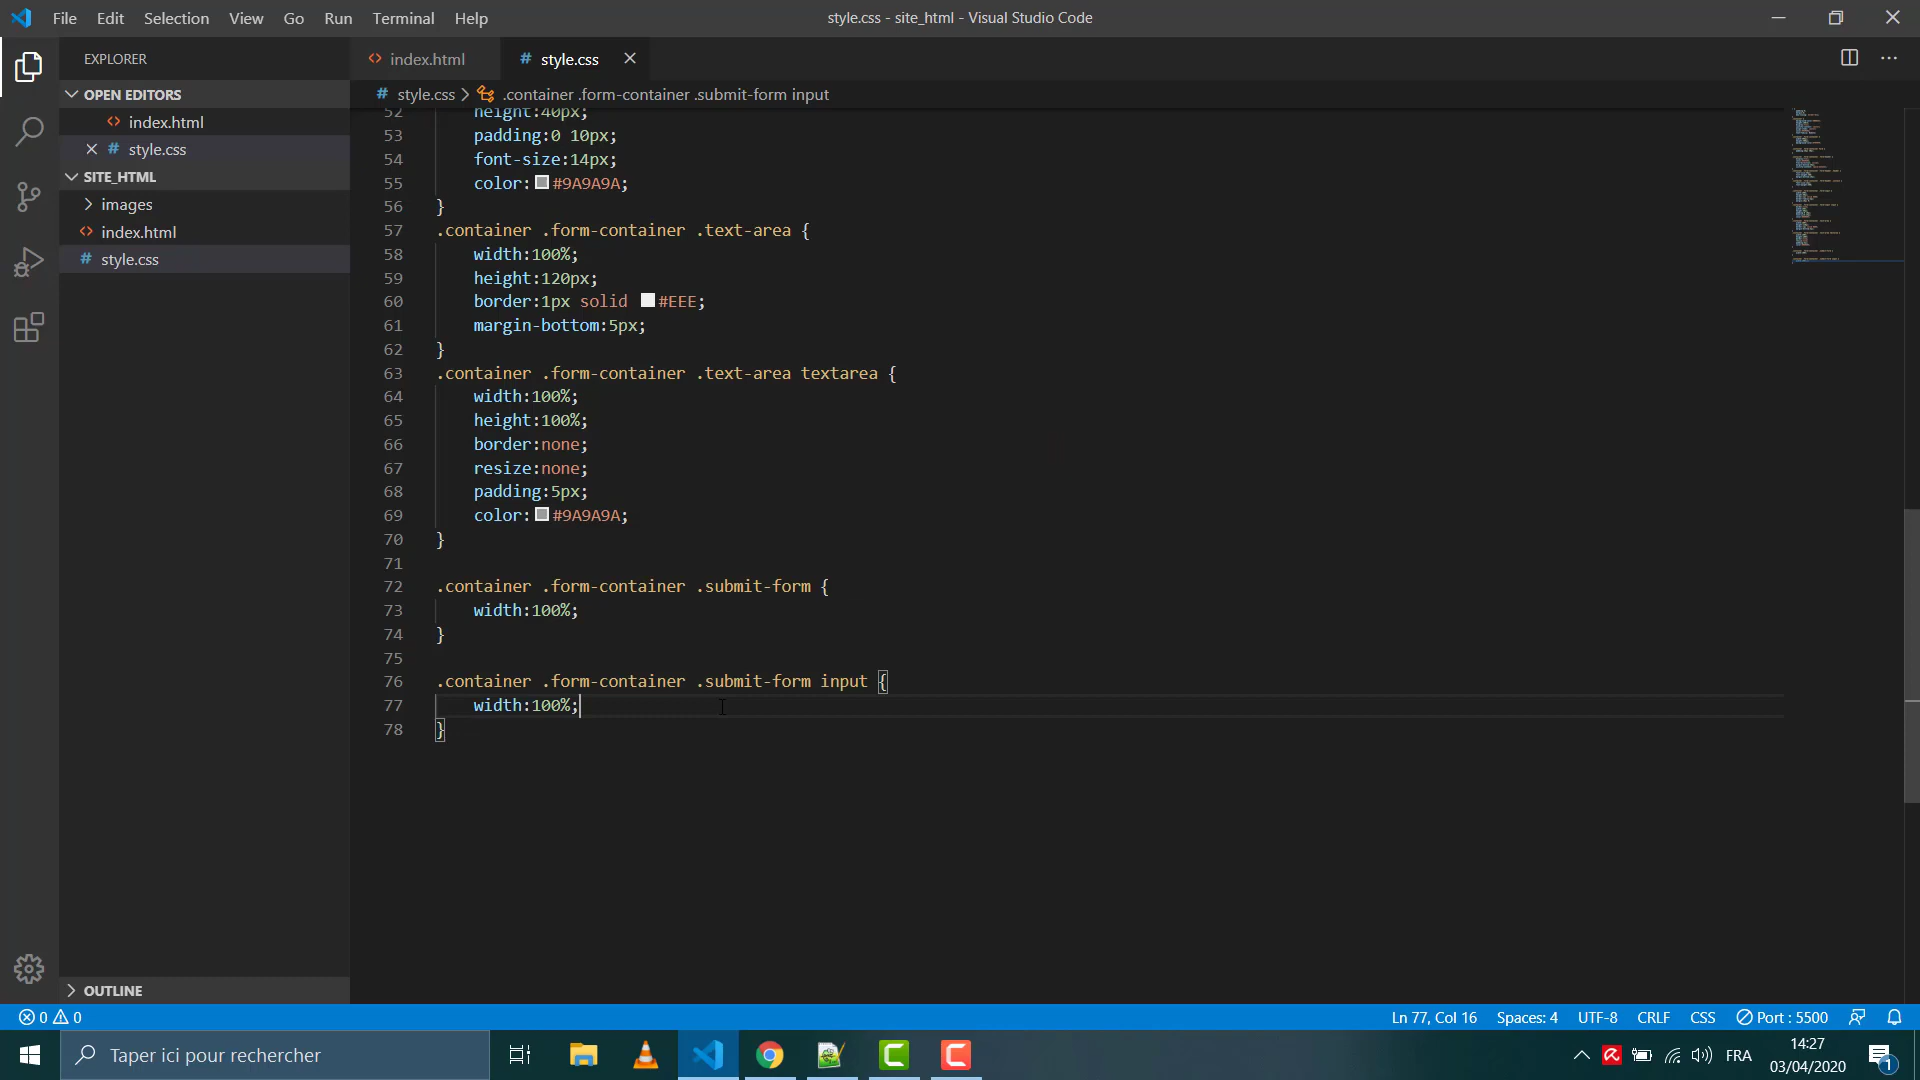 File Edit Selection View Go Run Terminal Help
style.css - site_html - Visual Studio Code
EXPLORER
OPEN EDITORS
index.html
style.css
SITE_HTML
images
index.html
style.css
OUTLINE
index.html
style.css
style.css > .container .form-container .submit-form input
52 height:40px;
53 padding:0 10px;
54 font-size:14px;
55 color: #9A9A9A;
56 }
57 .container .form-container .text-area {
58 width:100%;
59 height:120px;
60 border:1px solid #EEE;
61 margin-bottom:5px;
62 }
63 .container .form-container .text-area textarea {
64 width:100%;
65 height:100%;
66 border:none;
67 resize:none;
68 padding:5px;
69 color: #9A9A9A;
70 }
71
72 .container .form-container .submit-form {
73 width:100%;
74 }
75
76 .container .form-container .submit-form input {
77 width:100%;
78 }
0 0
Ln 77, Col 16 Spaces: 4 UTF-8 CRLF CSS Port : 5500
Taper ici pour rechercher
FRA
14:27
03/04/2020
1